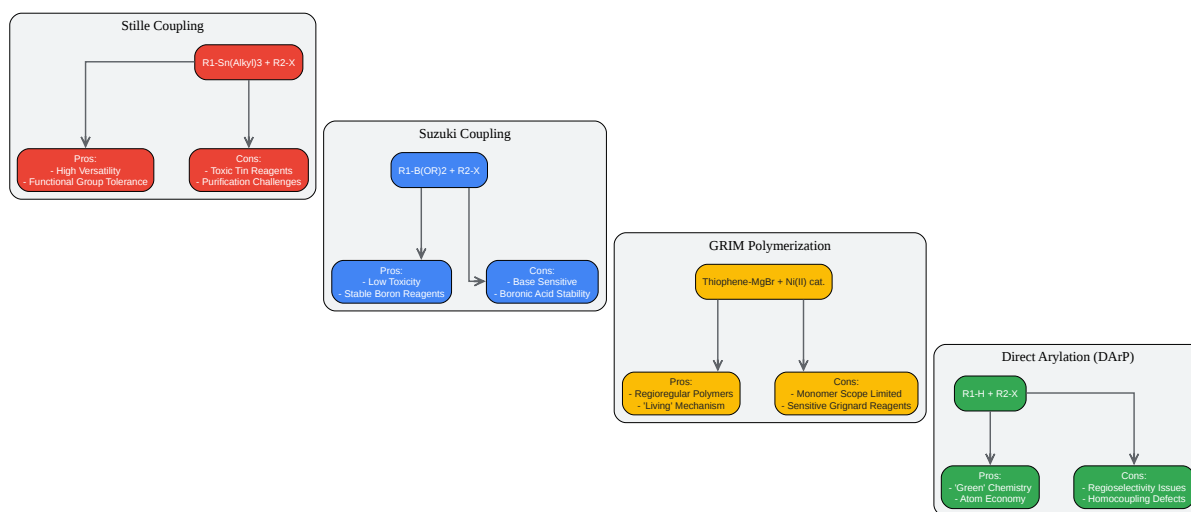 Stille Coupling
R1-Sn(Alkyl)3 + R2-X
Pros:
- High Versatility
- Functional Group Tolerance
Cons:
- Toxic Tin Reagents
- Purification Challenges
Suzuki Coupling
R1-B(OR)2 + R2-X
Pros:
- Low Toxicity
- Stable Boron Reagents
Cons:
- Base Sensitive
- Boronic Acid Stability
GRIM Polymerization
Thiophene-MgBr + Ni(II) cat.
Pros:
- Regioregular Polymers
- 'Living' Mechanism
Cons:
- Monomer Scope Limited
- Sensitive Grignard Reagents
Direct Arylation (DArP)
R1-H + R2-X
Pros:
- 'Green' Chemistry
- Atom Economy
Cons:
- Regioselectivity Issues
- Homocoupling Defects